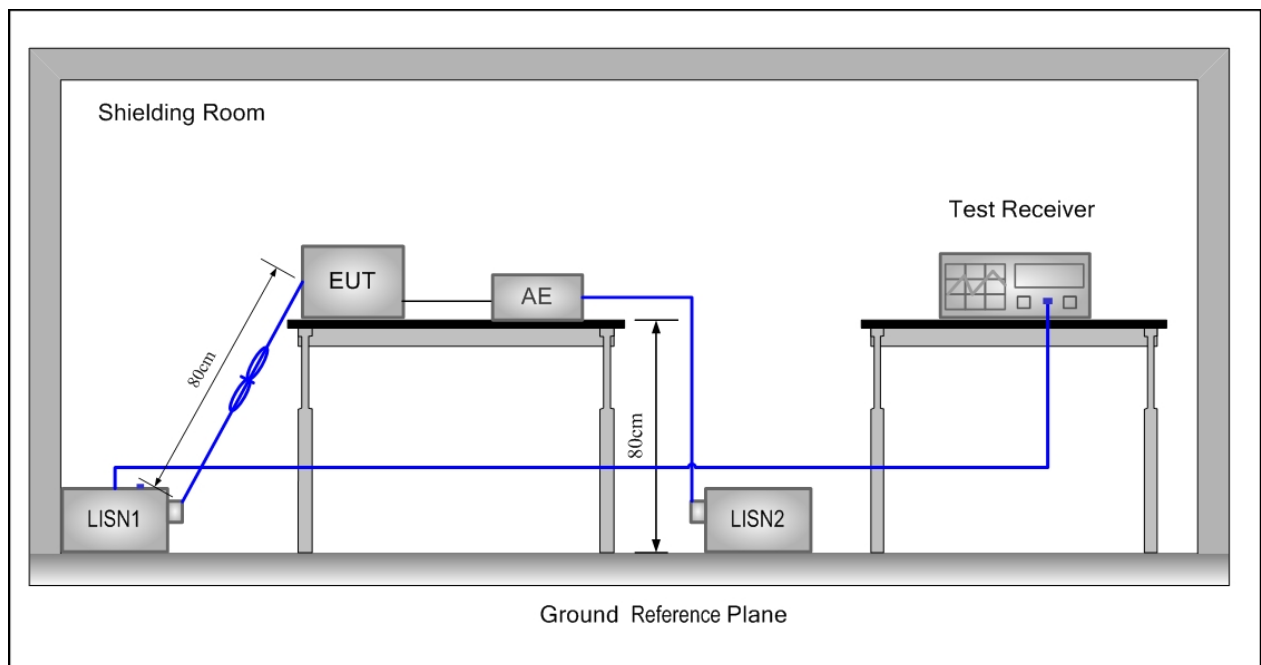 Shielding Room
Test Receiver
EUT
AE
80cm
80cm
LISN1
LISN2
Ground Reference Plane